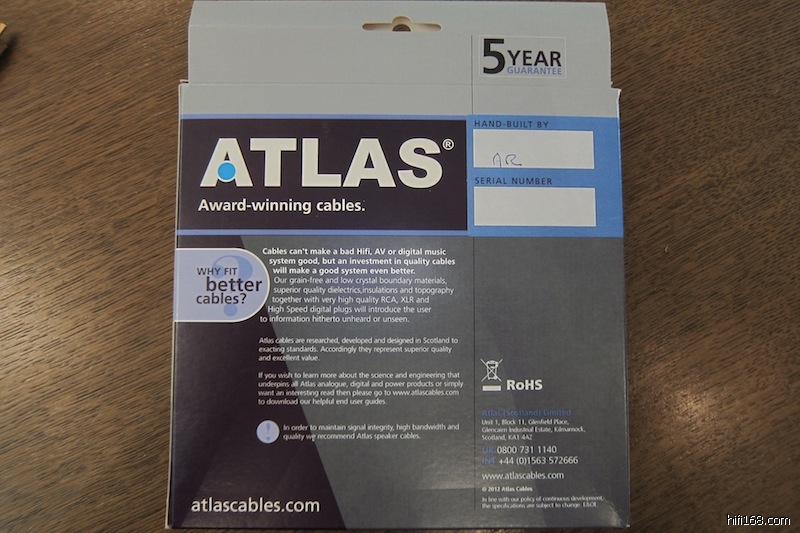 5 YEAR
GUARANTEE
HAND-BUILT BY
AR
SERIAL NUMBER
ATLAS®
Award-winning cables.
WHY FIT
better
cables?
Cables can't make a bad Hifi, AV or digital music
system good, but an investment in quality cables
will make a good system even better.
Our grain-free and low crystal boundary materials,
superior quality dielectrics,insulations and topography
together with very high quality RCA, XLR and
High Speed digital plugs will introduce the user
to information hitherto unheard or unseen.
Atlas cables are researched, developed and designed in Scotland to
exacting standards. Accordingly they represent superior quality
and excellent value.
If you wish to learn more about the science and engineering that
underpins all Atlas analogue, digital and power products or simply
want an interesting read then please go to www.atlascables.com
to download our helpful end user guides.
! In order to maintain signal integrity, high bandwidth and
quality we recommend Atlas speaker cables.
atlascables.com
RoHS
Atlas (Scotland) Limited
Unit 1, Block 11, Glenfield Place,
Glencairn Industrial Estate, Kilmarnock,
Scotland, KA1 4AZ
UK 0800 731 1140
INT +44 (0)1563 572666
www.atlascables.com
© 2012 Atlas Cables
In line with our policy of continuous development,
the specifications are subject to change. E&OE
hifi168.com